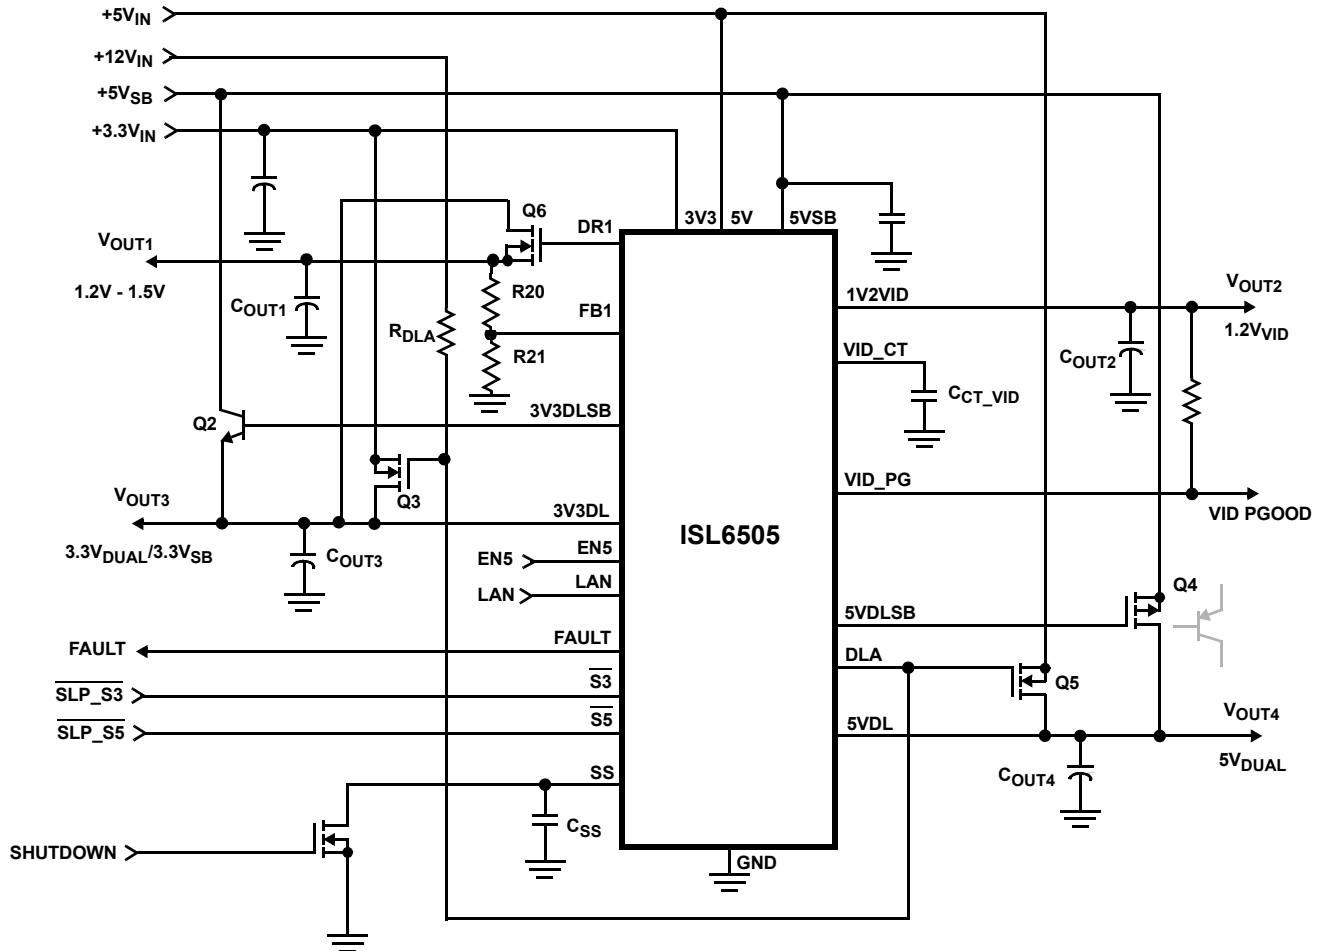 +5VIN
+12VIN
+5VSB
+3.3VIN
Q6
DR1
3V3
5V
5VSB
VOUT1
1.2V - 1.5V
COUT1
R20
FB1
RDLA
R21
1V2VID
VOUT2
1.2VVID
COUT2
VID_CT
CCT_VID
Q2
3V3DLSB
Q3
VID_PG
VID PGOOD
VOUT3
3.3VDUAL/3.3VSB
COUT3
3V3DL
ISL6505
EN5
EN5
LAN
LAN
Q4
5VDLSB
FAULT
FAULT
DLA
SLP_S3
S3
Q5
SLP_S5
S5
5VDL
VOUT4
5VDUAL
COUT4
SS
CSS
SHUTDOWN
GND